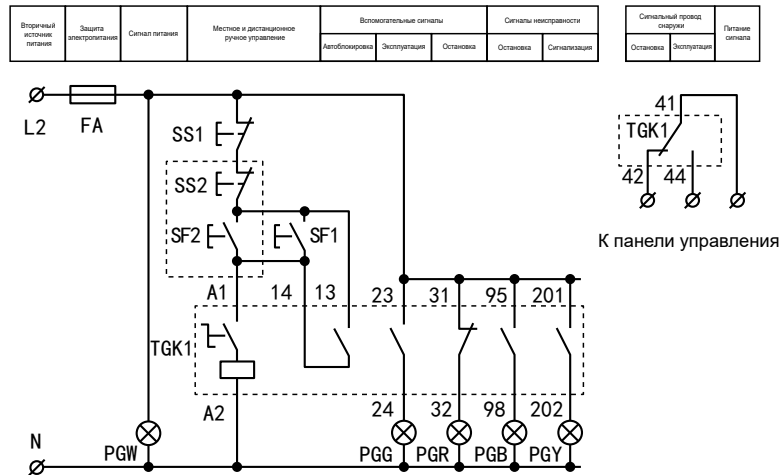 Вторичный источник питания
Защита электропитания
Сигнал питания
Местное и дистанционное ручное управление
Вспомогательные сигналы
Автоблокировка
Эксплуатация
Остановка
Сигналы неисправности
Остановка
Сигнализация
Сигнальный провод снаружи
Остановка
Эксплуатация
Питание сигнала
L2
FA
SS1
SS2
SF2
SF1
A1
14
13
23
31
95
201
TGK1
A2
24
32
98
202
N
PGW
PGG
PGR
PGB
PGY
41
TGK1
42
44
К панели управления